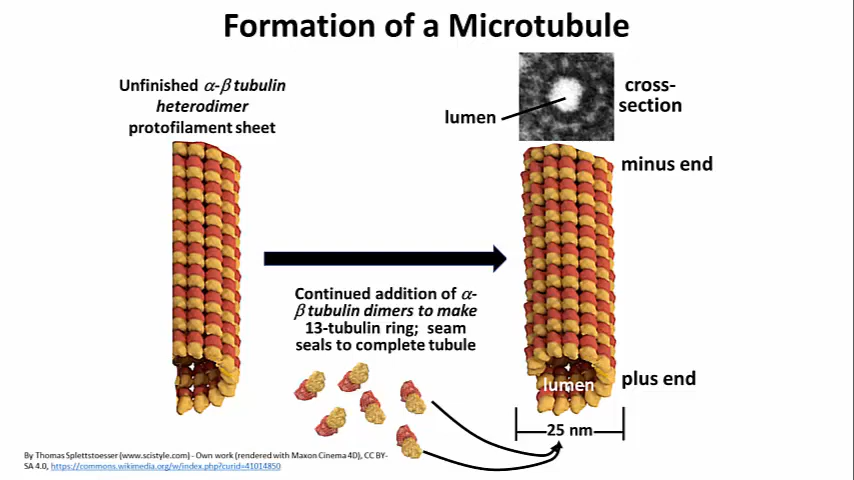 Formation of a Microtubule
Unfinished α-β tubulin
heterodimer
protofilament sheet
lumen
cross-
section
minus end
Continued addition of α-
β tubulin dimers to make
13-tubulin ring; seam
seals to complete tubule
lumen
plus end
25 nm
By Thomas Splettstoesser (www.scistyle.com) - Own work (rendered with Maxon Cinema 4D), CC BY-
SA 4.0, https://commons.wikimedia.org/w/index.php?curid=41014850